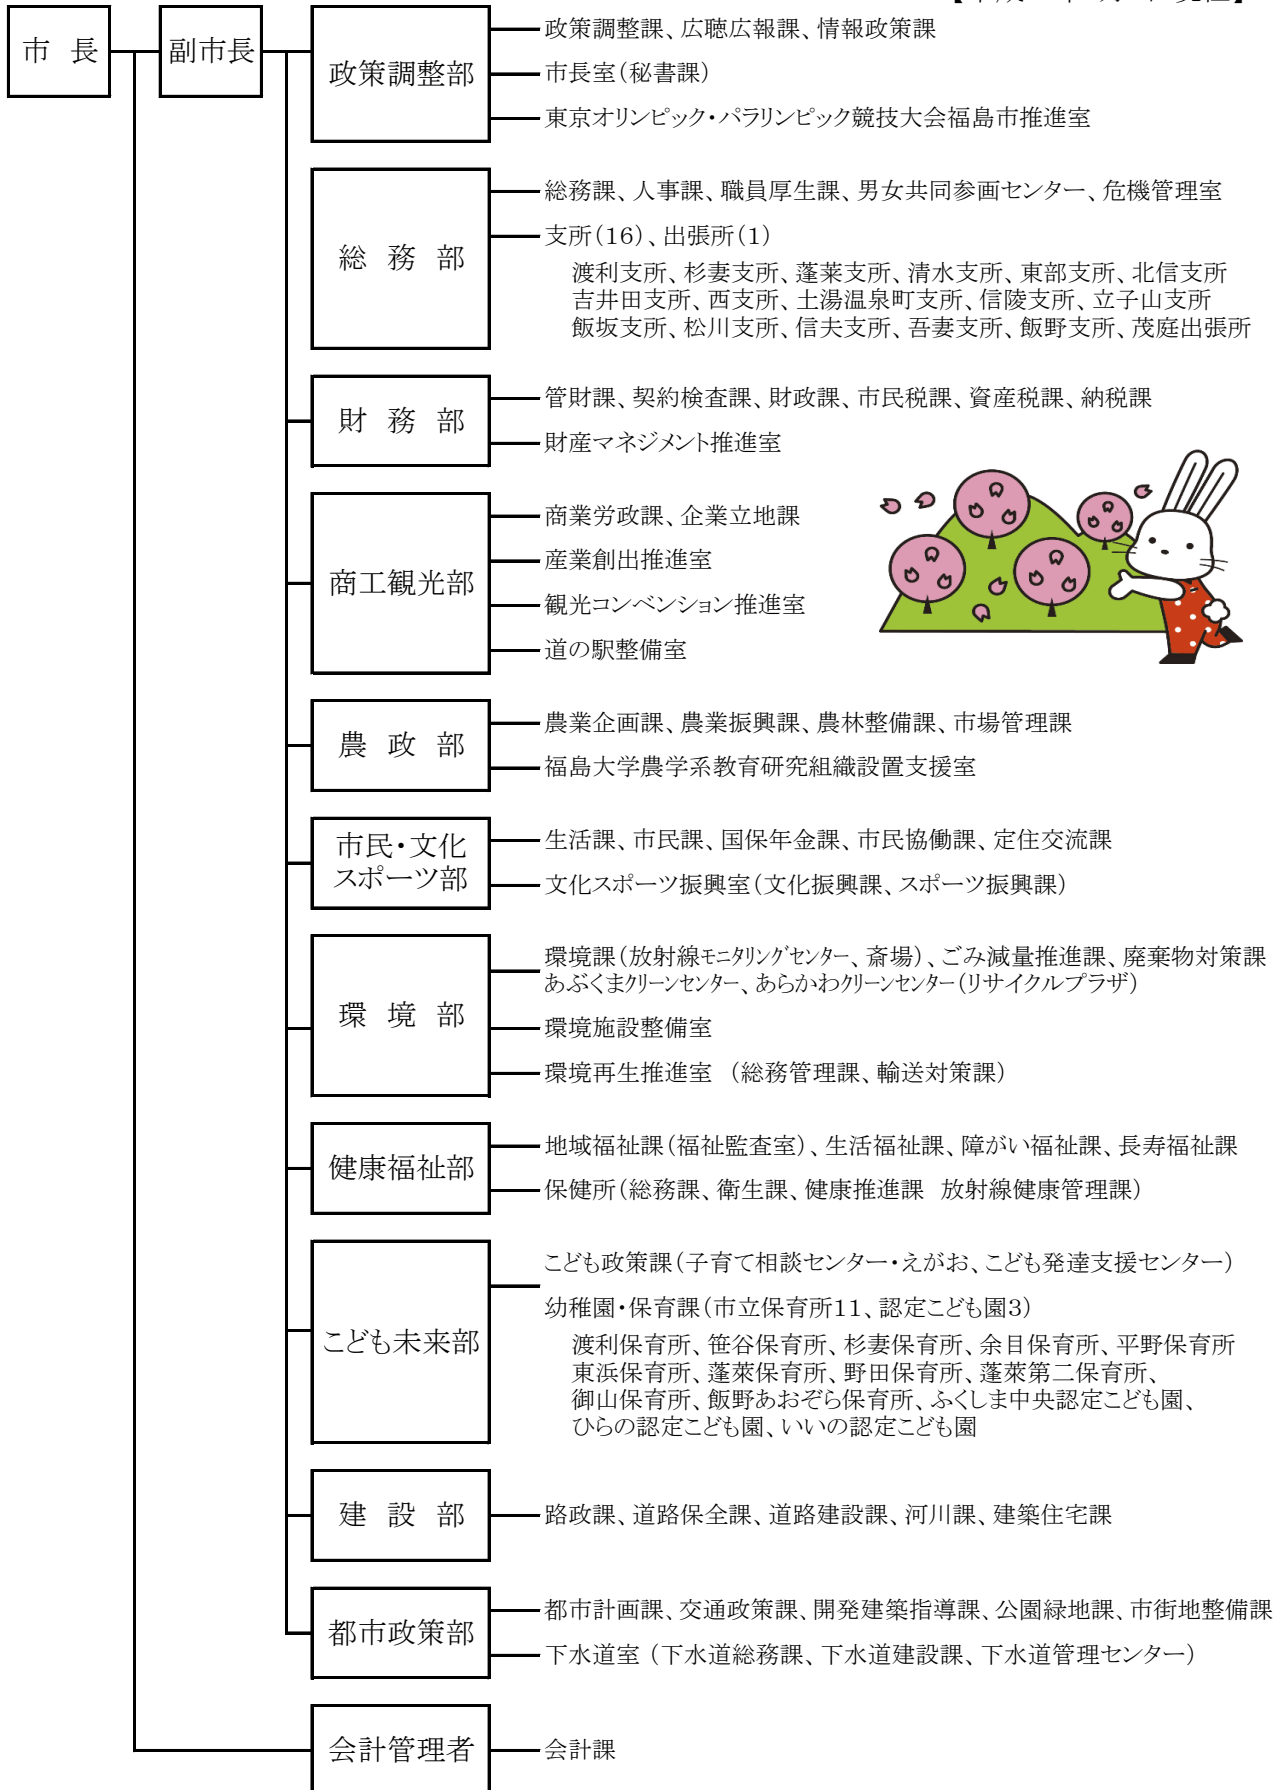 市 長
副市長
政策調整部
政策調整課、広聴広報課、情報政策課
市長室(秘書課)
東京オリンピック・パラリンピック競技大会福島市推進室
総 務 部
総務課、人事課、職員厚生課、男女共同参画センター、危機管理室
支所(16)、出張所(1)
渡利支所、杉妻支所、蓬莱支所、清水支所、東部支所、北信支所
吉井田支所、西支所、土湯温泉町支所、信陵支所、立子山支所
飯坂支所、松川支所、信夫支所、吾妻支所、飯野支所、茂庭出張所
財 務 部
管財課、契約検査課、財政課、市民税課、資産税課、納税課
財産マネジメント推進室
商工観光部
商業労政課、企業立地課
産業創出推進室
観光コンベンション推進室
道の駅整備室
農 政 部
農業企画課、農業振興課、農林整備課、市場管理課
福島大学農学系教育研究組織設置支援室
市民・文化
スポーツ部
生活課、市民課、国保年金課、市民協働課、定住交流課
文化スポーツ振興室(文化振興課、スポーツ振興課)
環 境 部
環境課(放射線モニタリングセンター、斎場)、ごみ減量推進課、廃棄物対策課
あぶくまクリーンセンター、あらかわクリーンセンター(リサイクルプラザ)
環境施設整備室
環境再生推進室 (総務管理課、輸送対策課)
健康福祉部
地域福祉課(福祉監査室)、生活福祉課、障がい福祉課、長寿福祉課
保健所(総務課、衛生課、健康推進課 放射線健康管理課)
こども未来部
こども政策課(子育て相談センター・えがお、こども発達支援センター)
幼稚園・保育課(市立保育所11、認定こども園3)
渡利保育所、笹谷保育所、杉妻保育所、余目保育所、平野保育所
東浜保育所、蓬萊保育所、野田保育所、蓬萊第二保育所、
御山保育所、飯野あおぞら保育所、ふくしま中央認定こども園、
ひらの認定こども園、いいの認定こども園
建 設 部
路政課、道路保全課、道路建設課、河川課、建築住宅課
都市政策部
都市計画課、交通政策課、開発建築指導課、公園緑地課、市街地整備課
下水道室 (下水道総務課、下水道建設課、下水道管理センター)
会計管理者
会計課